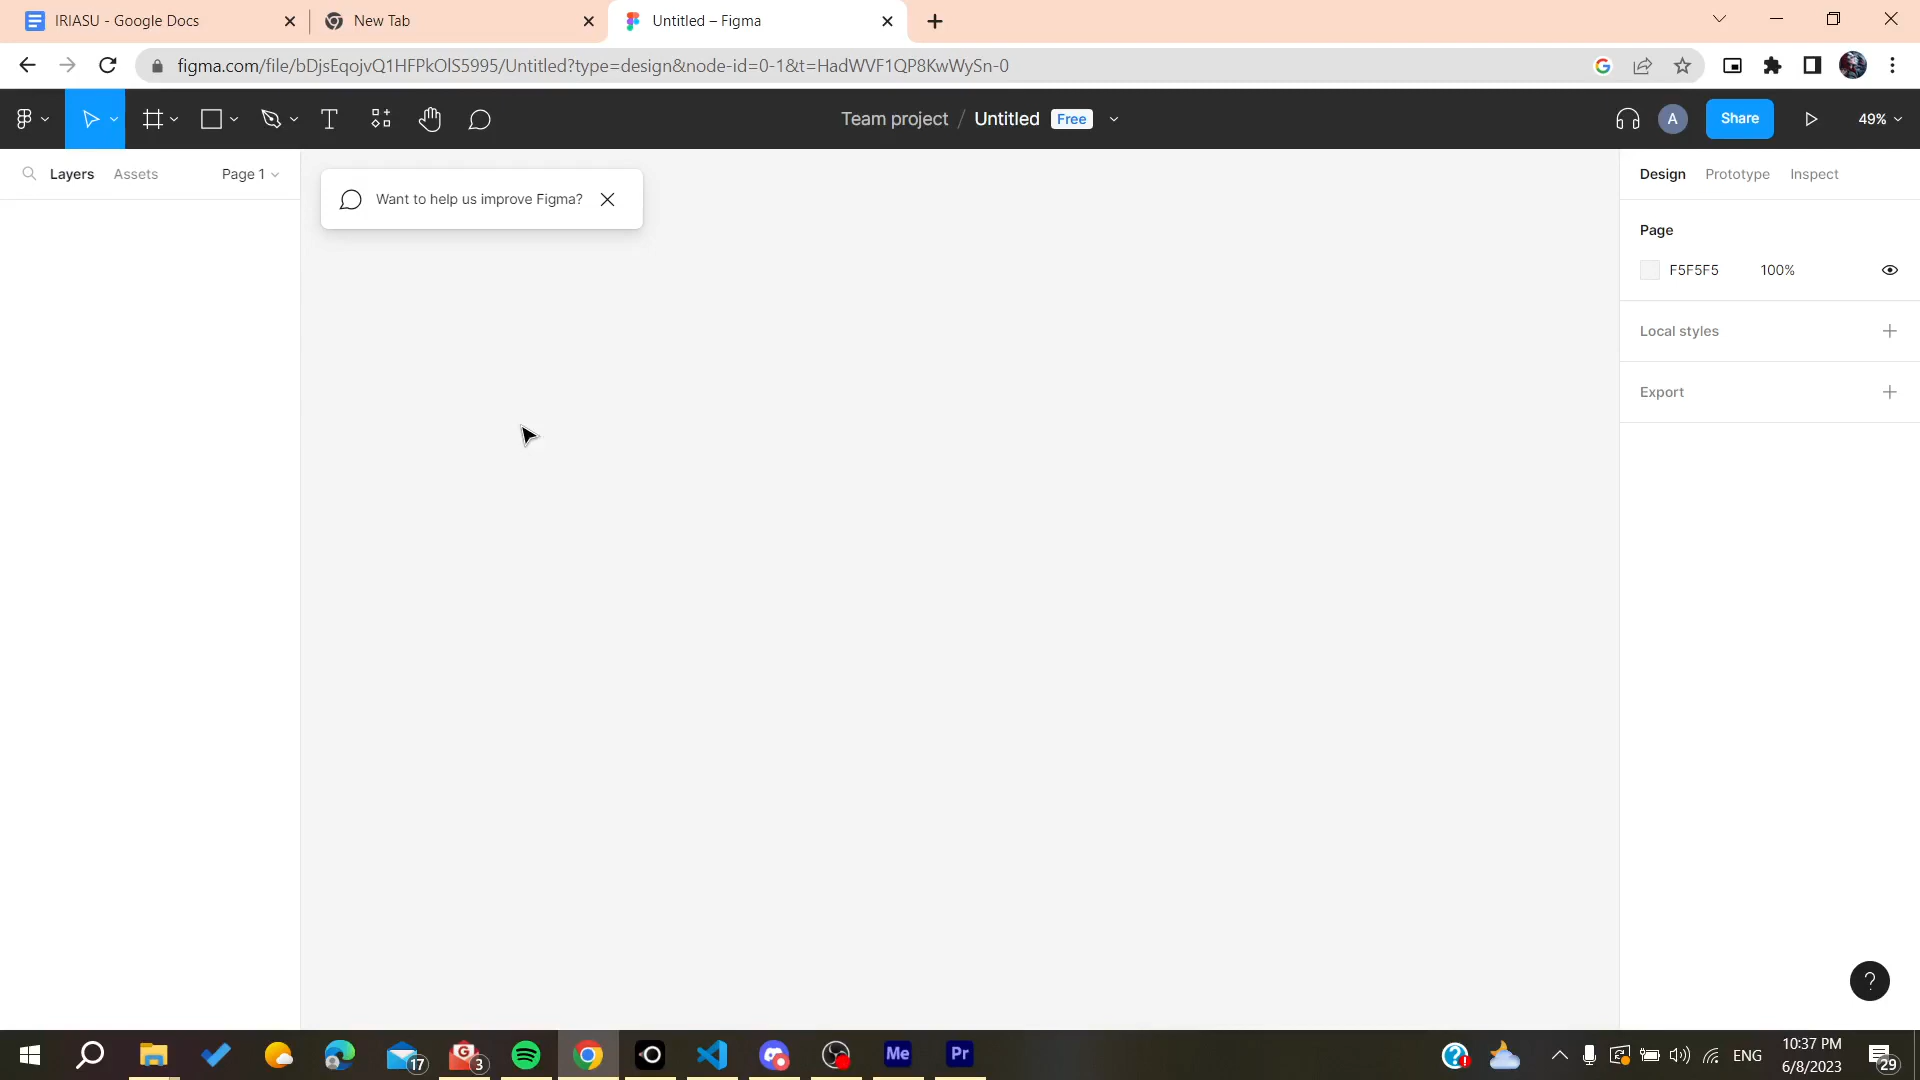 IRIASU - Google Docs
New Tab
Untitled – Figma
figma.com/file/bDjsEqojvQ1HFPkOlS5995/Untitled?type=design&node-id=0-1&t=HadWVF1QP8KwWySn-0
Team project / Untitled Free
A
Share
49%
Layers Assets Page 1
Want to help us improve Figma?
Design Prototype Inspect
Page
F5F5F5 100%
Local styles
Export
?
17
3
Me
Pr
ENG
10:37 PM
6/8/2023
29